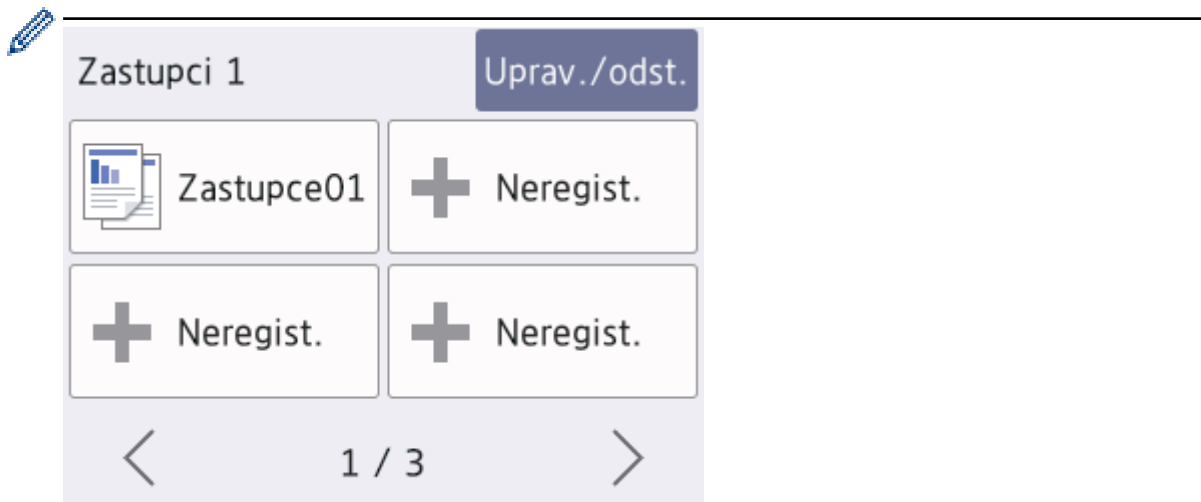 Zastupci 1 Uprav./odst.
Zastupce01 Neregist.
Neregist. Neregist.
1 / 3